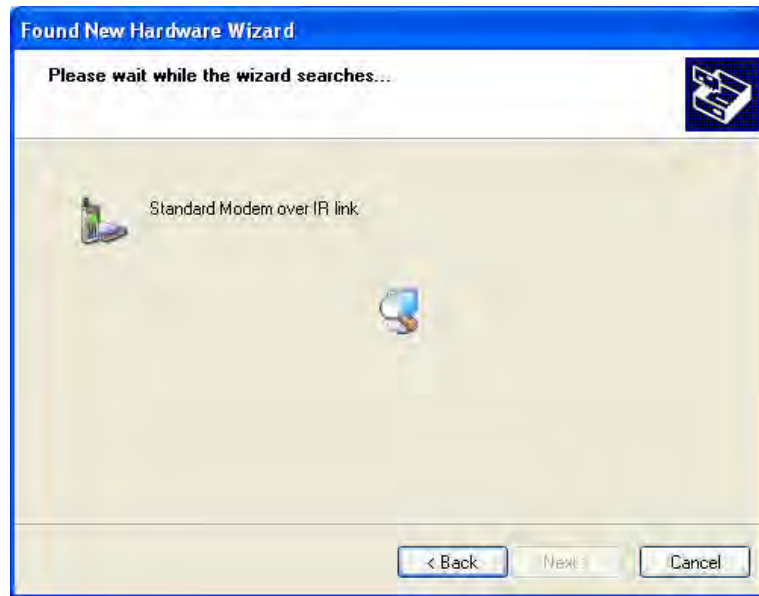 Found New Hardware Wizard
Please wait while the wizard searches...
Standard Modem over IR link
< Back
Next >
Cancel